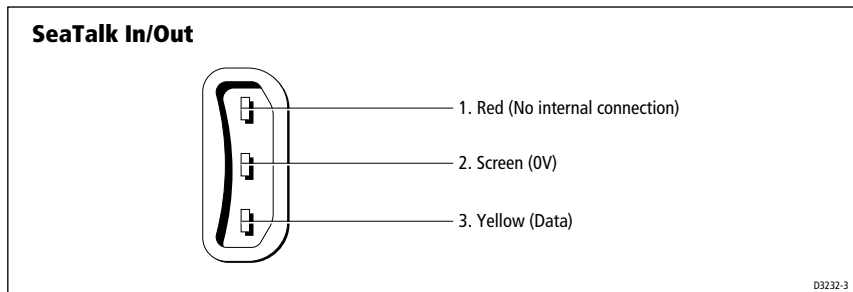 SeaTalk In/Out
1. Red (No internal connection)
2. Screen (0V)
3. Yellow (Data)
D3232-3